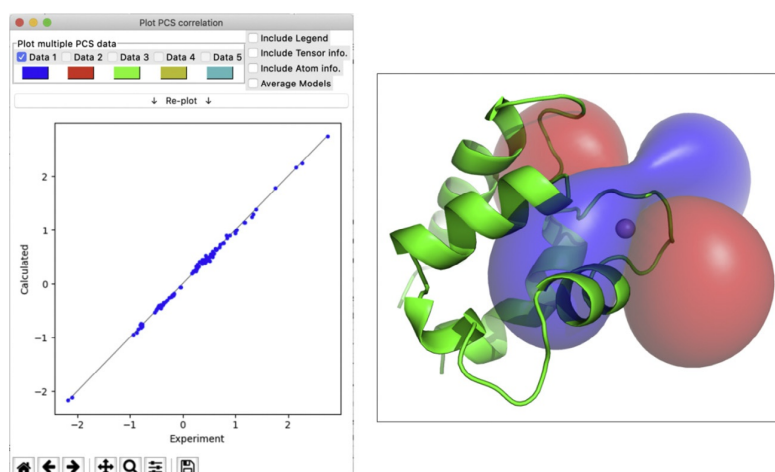 Plot PCS correlation
Plot multiple PCS data
Data 1 Data 2 Data 3 Data 4 Data 5
Include Legend
Include Tensor info.
Include Atom info.
Average Models
↓ Re-plot ↓
Calculated
2
1
0
−1
−2
−2 −1 0 1 2
Experiment